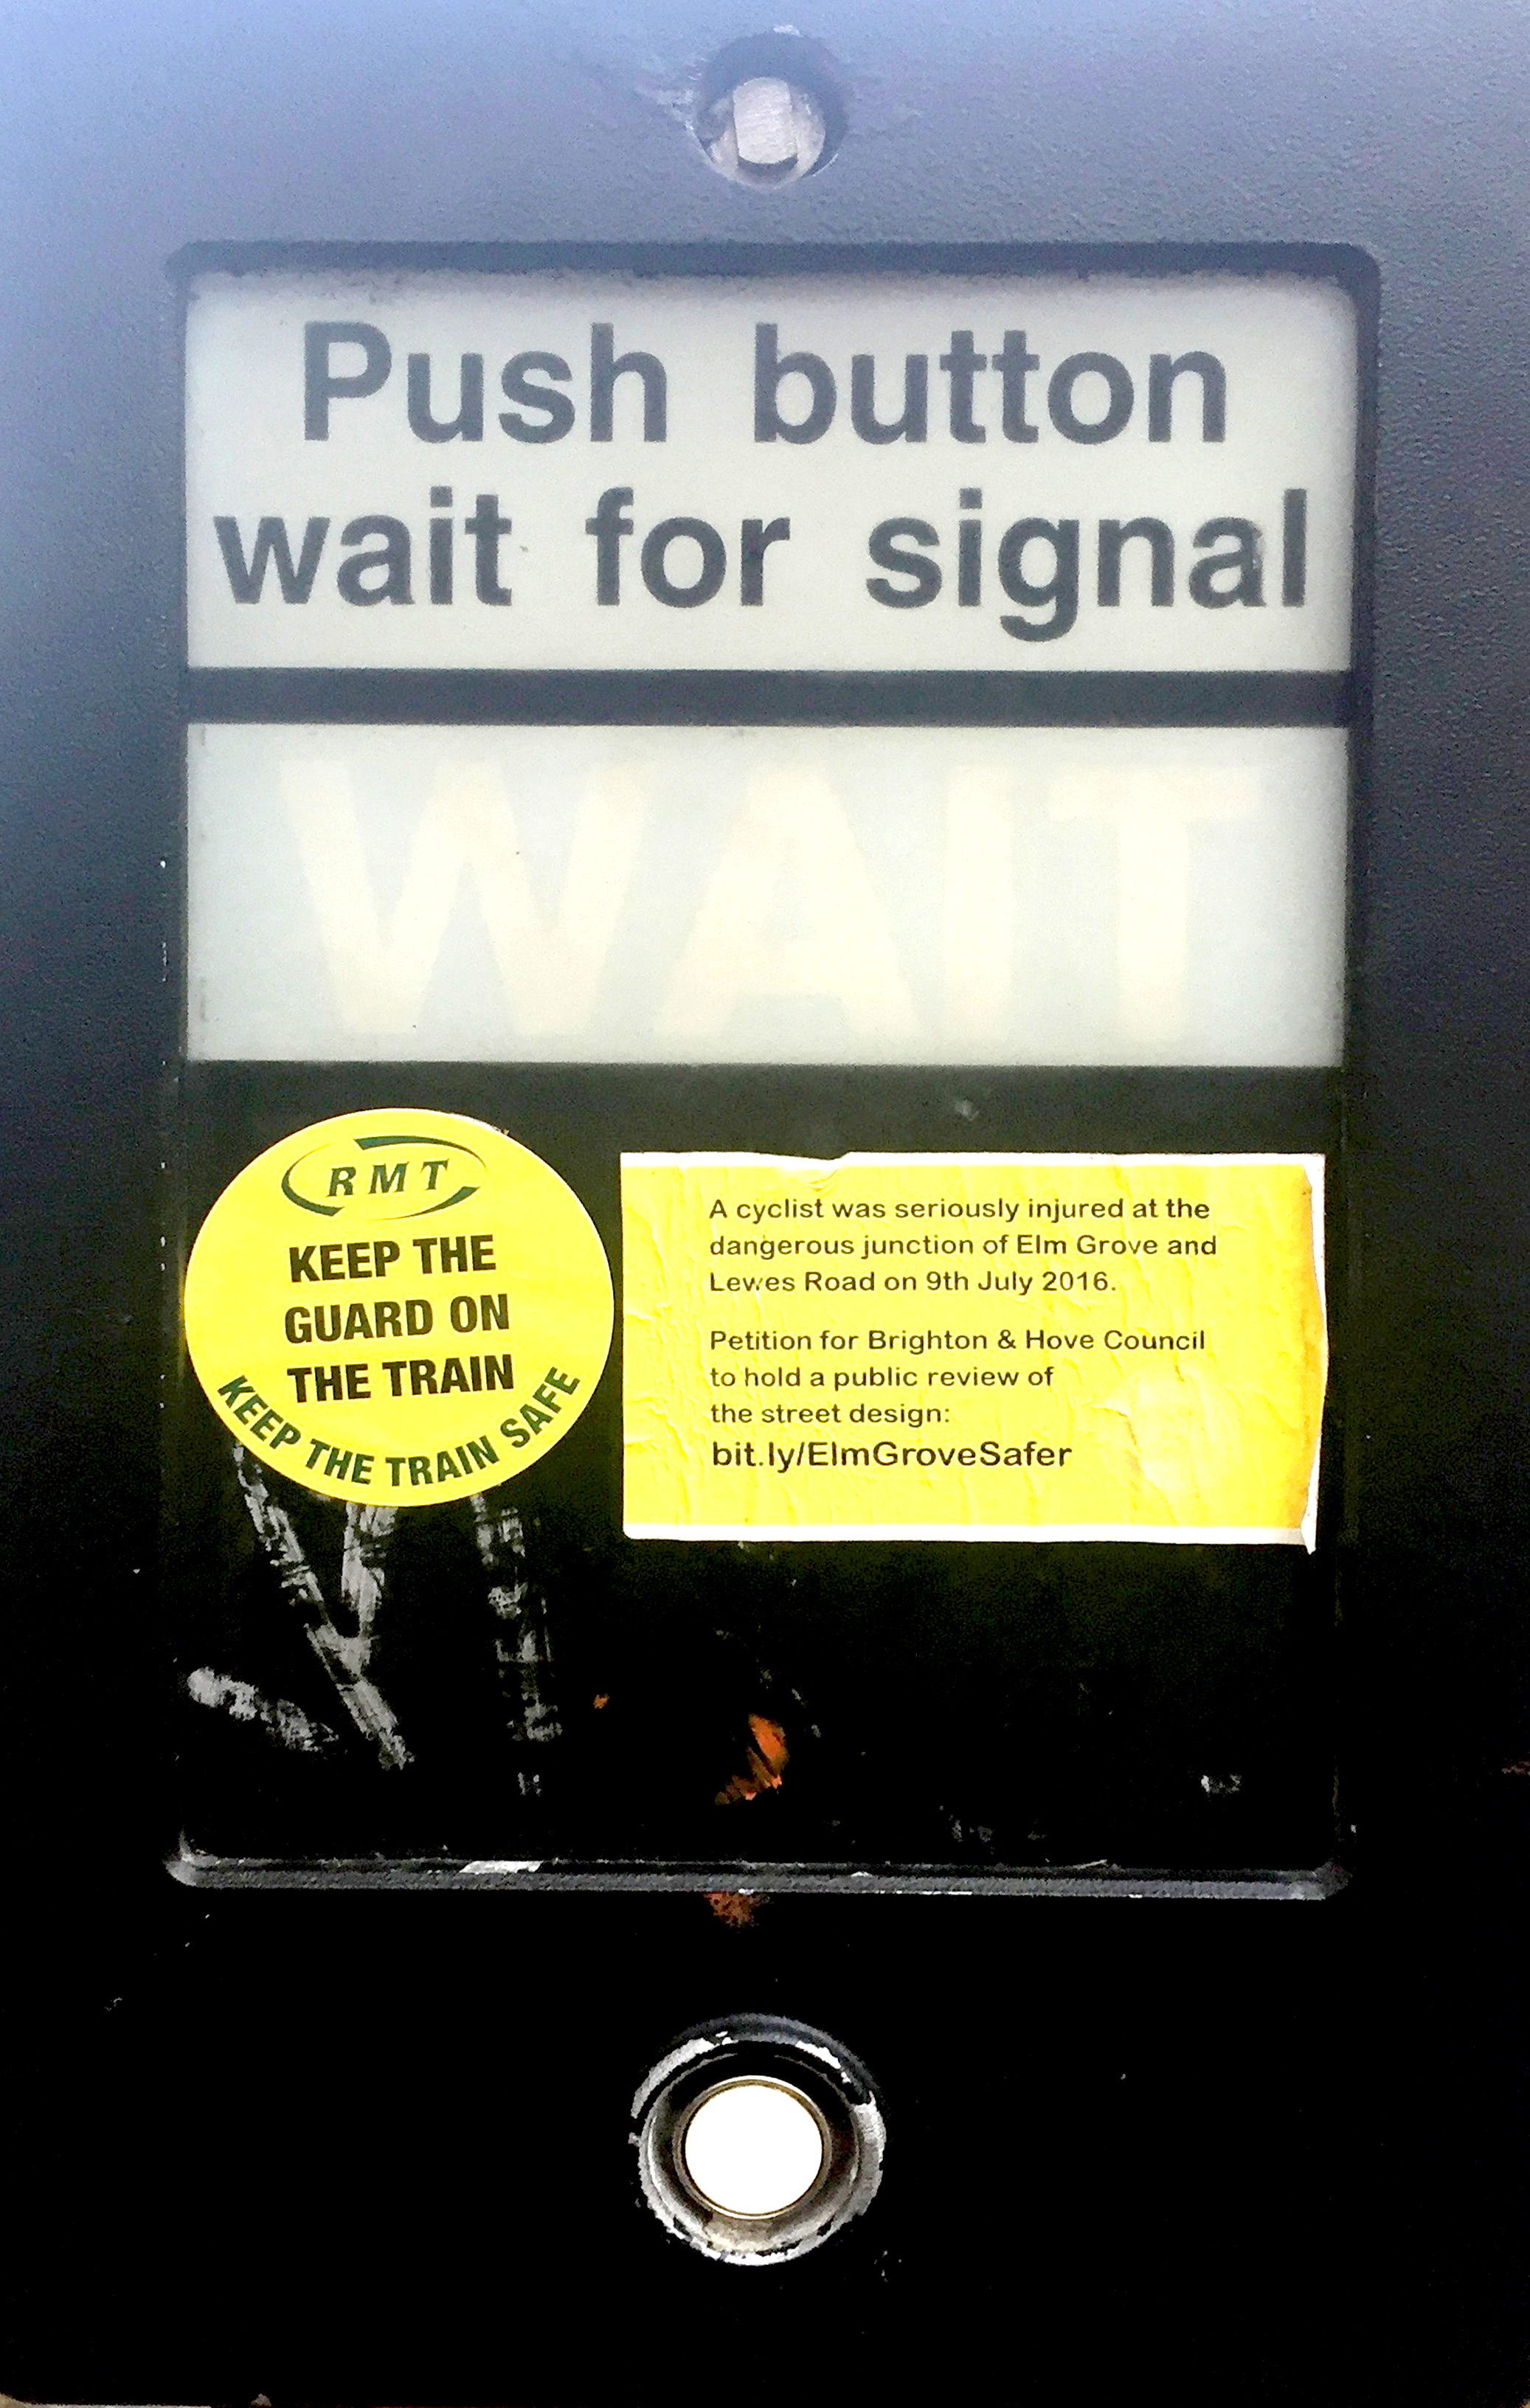 Push button
wait for signal
WAIT
RMT
KEEP THE
GUARD ON
THE TRAIN
KEEP THE TRAIN SAFE
A cyclist was seriously injured at the
dangerous junction of Elm Grove and
Lewes Road on 9th July 2016.
Petition for Brighton & Hove Council
to hold a public review of
the street design:
bit.ly/ElmGroveSafer